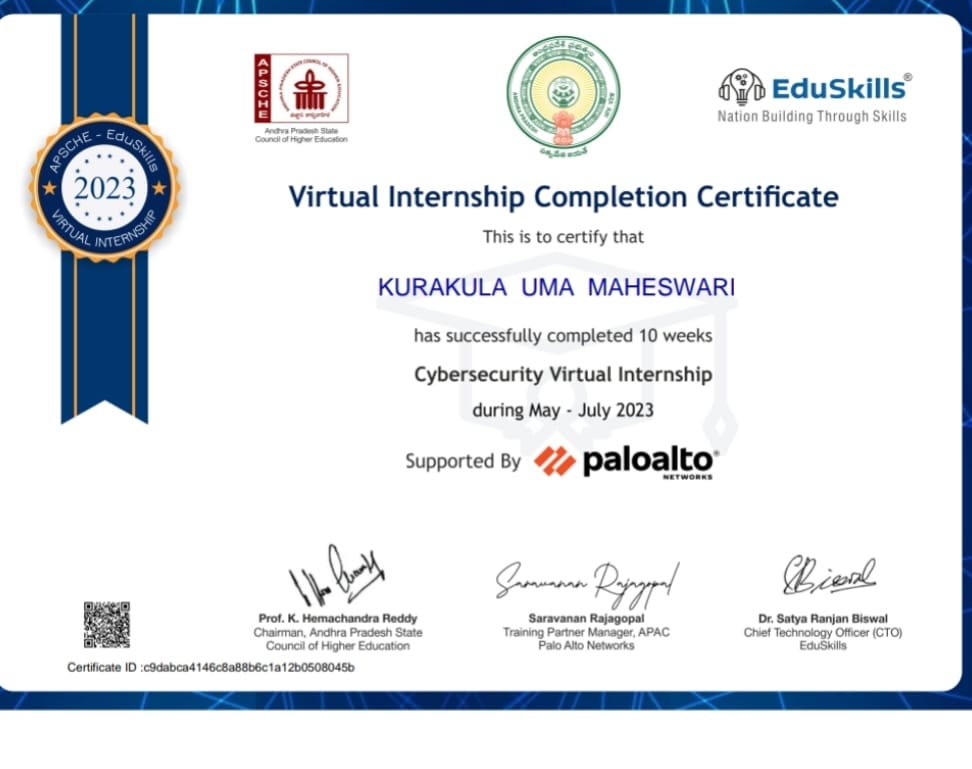 APSCHE - EduSkills
2023
VIRTUAL INTERNSHIP
APSCHE
ANDHRA PRADESH STATE COUNCIL OF HIGHER EDUCATION
Andhra Pradesh State
Council of Higher Education
EduSkills®
Nation Building Through Skills
Virtual Internship Completion Certificate
This is to certify that
KURAKULA UMA MAHESWARI
has successfully completed 10 weeks
Cybersecurity Virtual Internship
during May - July 2023
Supported By paloalto®
NETWORKS
Saravanan Rajagopal
Prof. K. Hemachandra Reddy
Chairman, Andhra Pradesh State
Council of Higher Education
Saravanan Rajagopal
Training Partner Manager, APAC
Palo Alto Networks
Dr. Satya Ranjan Biswal
Chief Technology Officer (CTO)
EduSkills
Certificate ID :c9dabca4146c8a88b6c1a12b0508045b